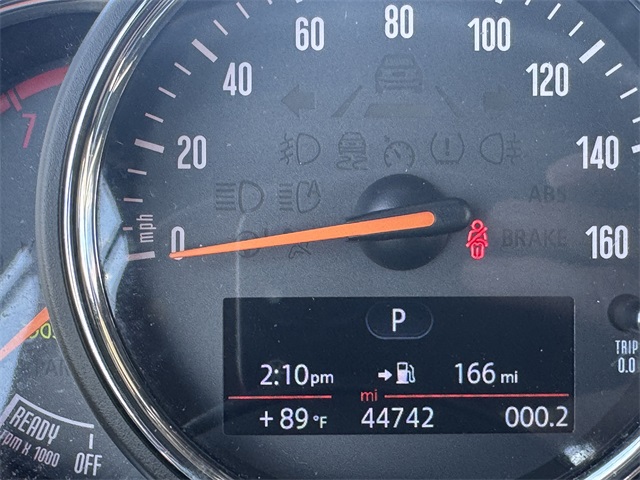 60 80 100
40 120
7 20 140
ABS
mph 0 BRAKE 160
P
2:10pm 166 mi
mi
+89 °F 44742 000.2
TRIP
0.0
READY
rpm x 1000 OFF